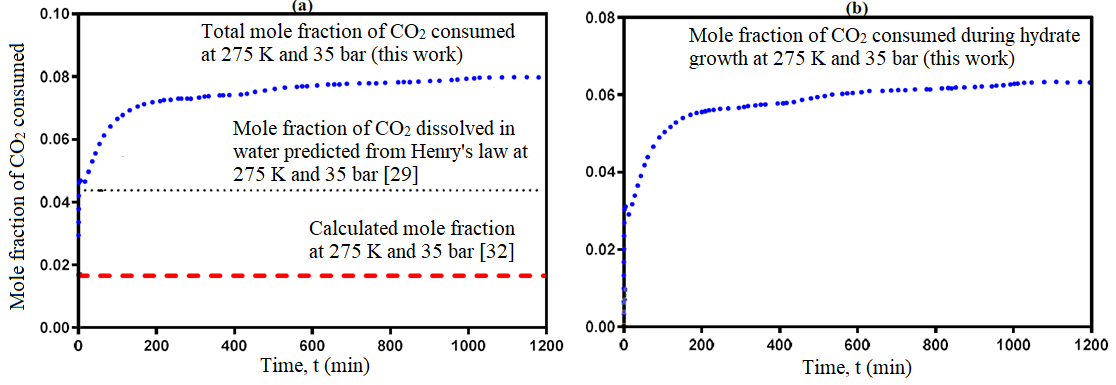 (a)
Mole fraction of CO2 consumed
0.10
0.08
0.06
0.04
0.02
0.00
Total mole fraction of CO2 consumed
at 275 K and 35 bar (this work)
Mole fraction of CO2 dissolved in
water predicted from Henry's law at
275 K and 35 bar [29]
Calculated mole fraction
at 275 K and 35 bar [32]
0 200 400 600 800 1000 1200
Time, t (min)
(b)
0.08
0.06
0.04
0.02
0.00
Mole fraction of CO2 consumed during hydrate
growth at 275 K and 35 bar (this work)
0 200 400 600 800 1000 1200
Time, t (min)